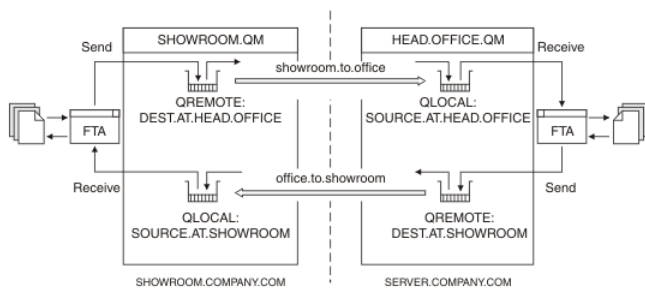 Send
SHOWROOM.QM
HEAD.OFFICE.QM
Receive
showroom.to.office
QREMOTE:
DEST.AT.HEAD.OFFICE
QLOCAL:
SOURCE.AT.HEAD.OFFICE
FTA
FTA
Receive
office.to.showroom
Send
QLOCAL:
SOURCE.AT.SHOWROOM
QREMOTE:
DEST.AT.SHOWROOM
SHOWROOM.COMPANY.COM
SERVER.COMPANY.COM